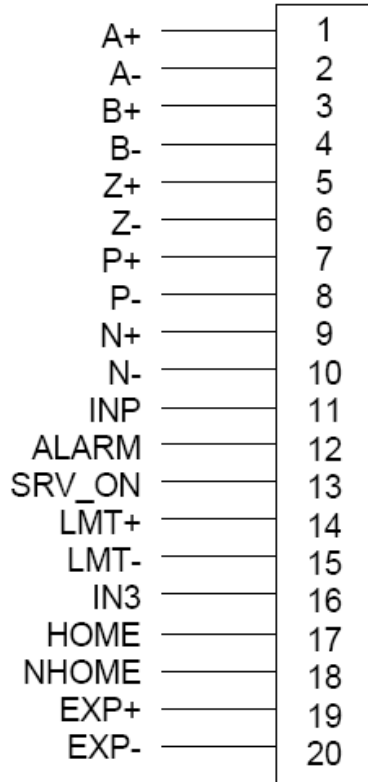 A+ 1
A- 2
B+ 3
B- 4
Z+ 5
Z- 6
P+ 7
P- 8
N+ 9
N- 10
INP 11
ALARM 12
SRV_ON 13
LMT+ 14
LMT- 15
IN3 16
HOME 17
NHOME 18
EXP+ 19
EXP- 20